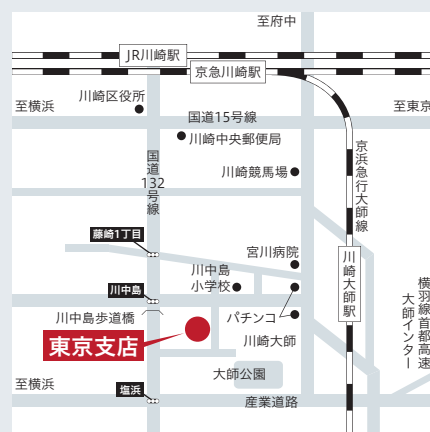 至府中
JR川崎駅
京急川崎駅
川崎区役所
至横浜
至東京
国道15号線
川崎中央郵便局
国道132号線
川崎競馬場
京浜急行大師線
藤崎1丁目
宮川病院
川中島
小学校
川崎大師駅
川中島
横羽線首都高速
大師インター
川中島歩道橋
パチンコ
東京支店
川崎大師
大師公園
至横浜
塩浜
産業道路